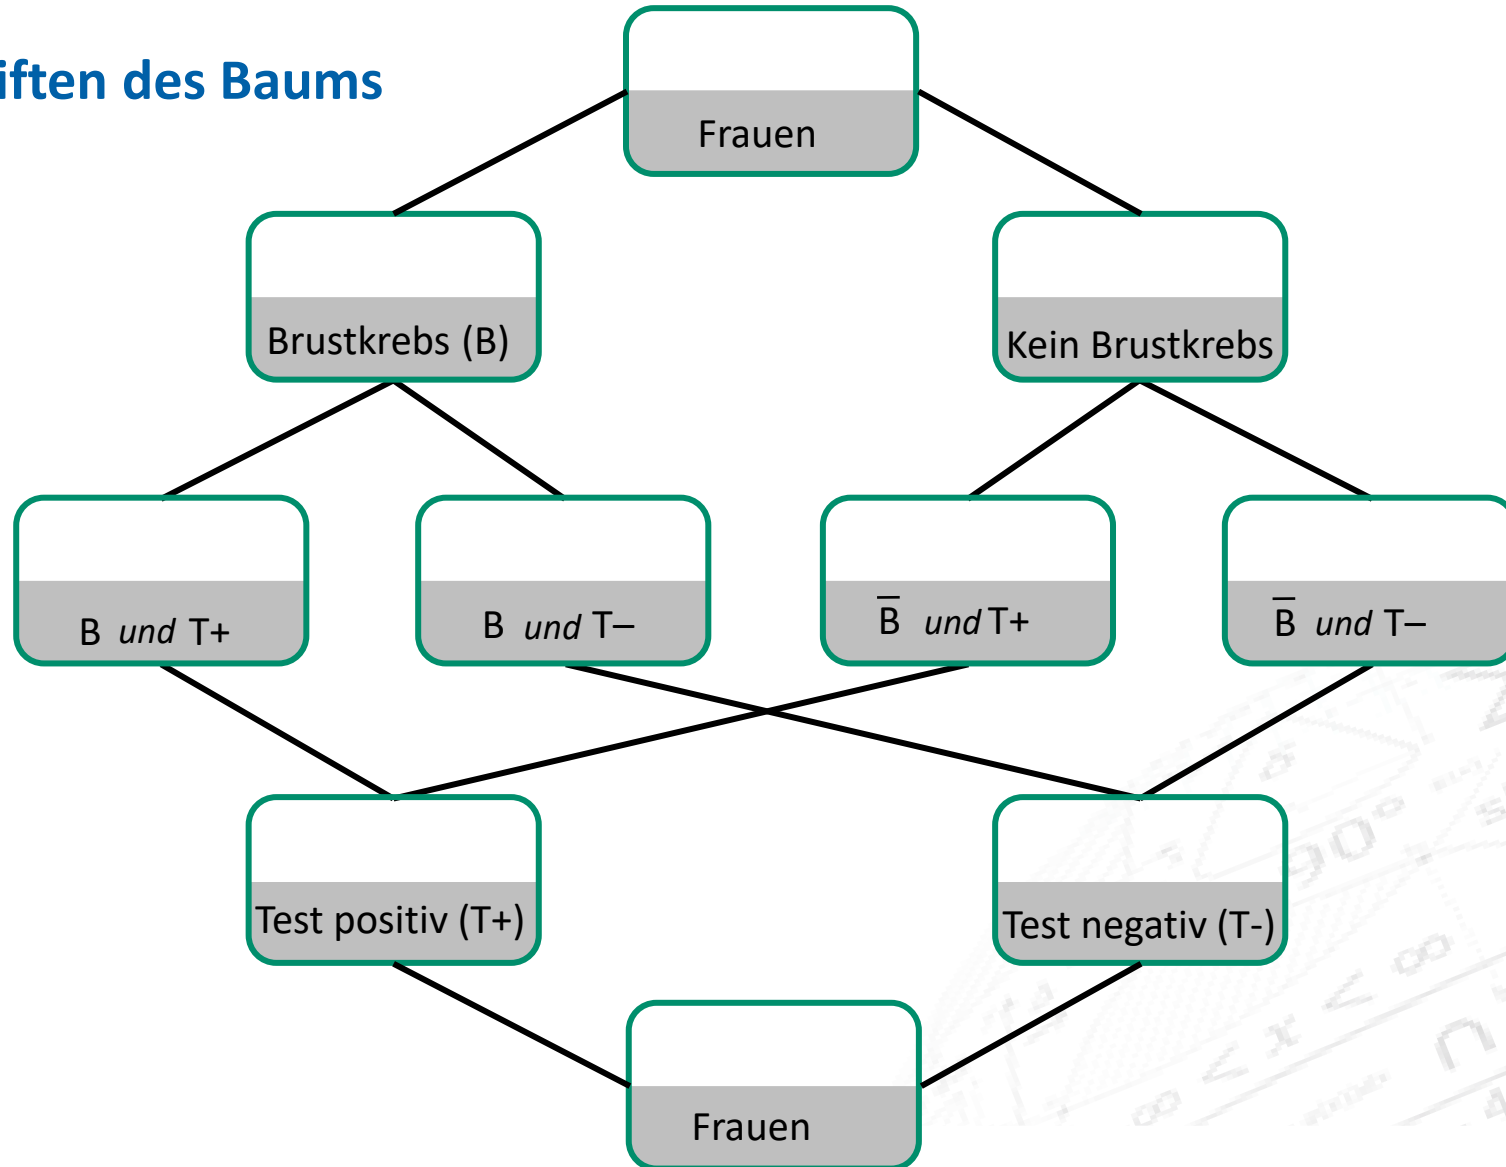 iften des Baums
Frauen
Brustkrebs (B)
Kein Brustkrebs
B und T+
B und T–
B̅ und T+
B̅ und T–
Test positiv (T+)
Test negativ (T-)
Frauen